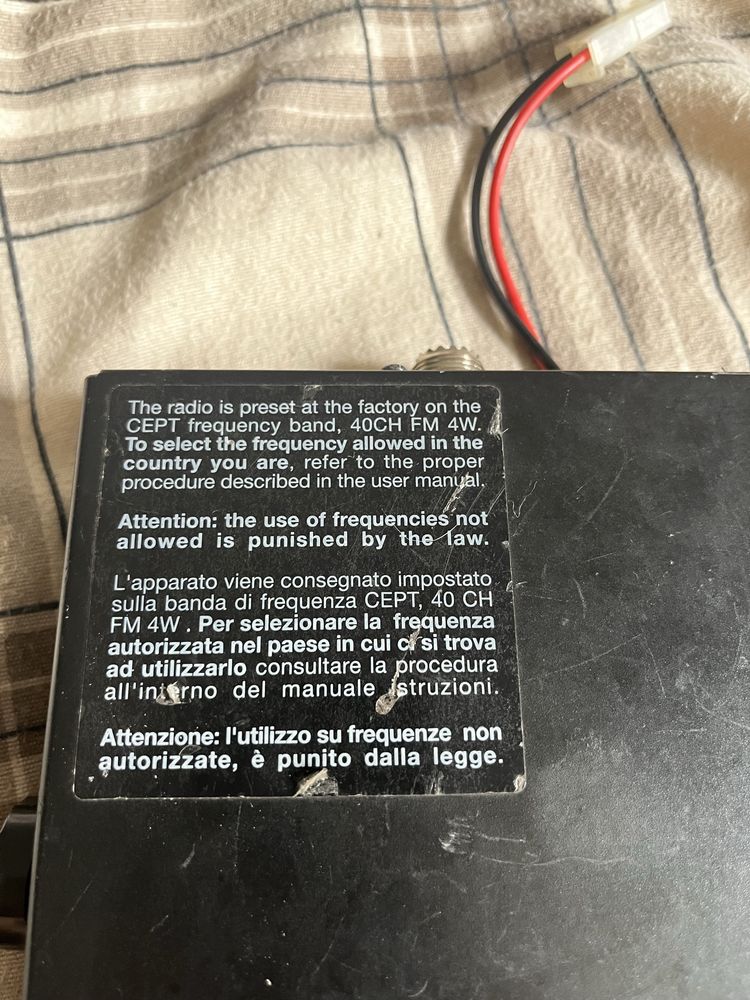 The radio is preset at the factory on the
CEPT frequency band, 40CH FM 4W.
To select the frequency allowed in the
country you are, refer to the proper
procedure described in the user manual.
Attention: the use of frequencies not
allowed is punished by the law.
L'apparato viene consegnato impostato
sulla banda di frequenza CEPT, 40 CH
FM 4W . Per selezionare la frequenza
autorizzata nel paese in cui ci si trova
ad utilizzarlo consultare la procedura
all'interno del manuale istruzioni.
Attenzione: l'utilizzo su frequenze non
autorizzate, è punito dalla legge.